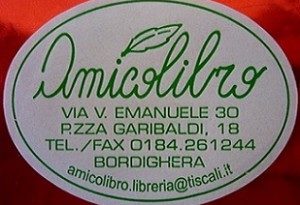 Amicolibro
VIA V. EMANUELE 30
P.ZZA GARIBALDI, 18
TEL./FAX 0184.261244
BORDIGHERA
amicolibro.libreria@tiscali.it